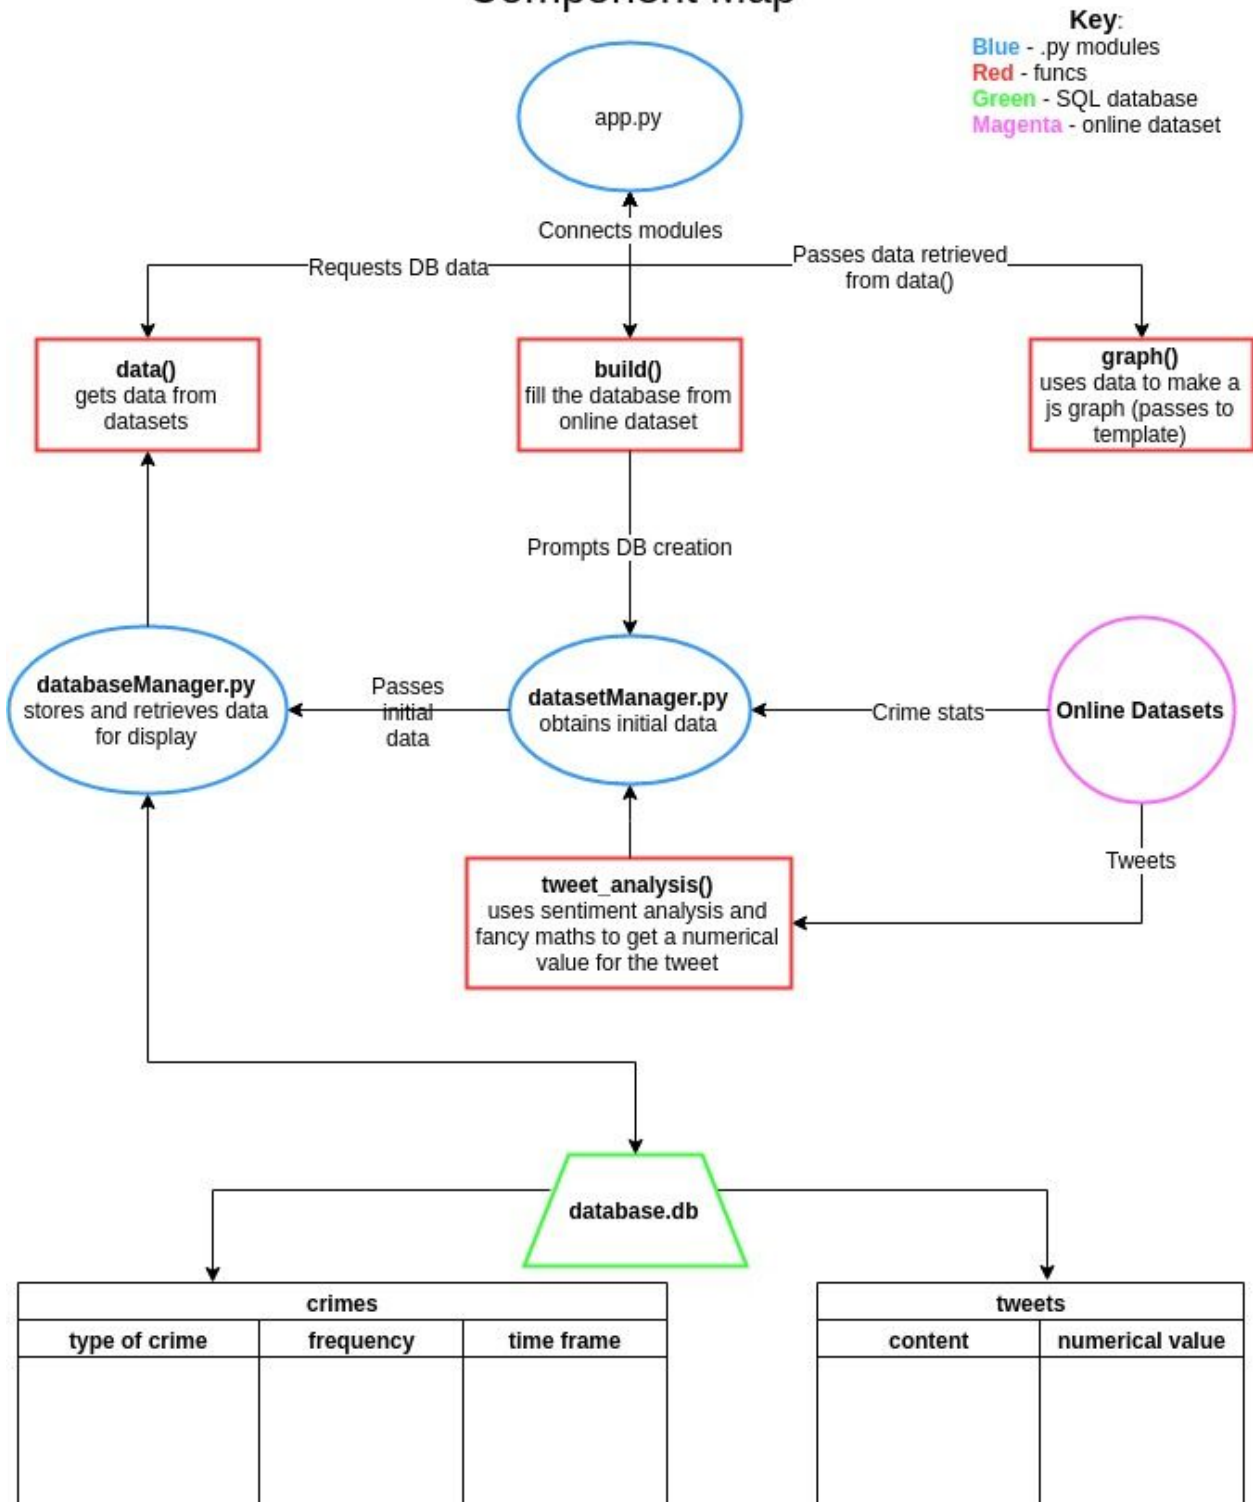 Component Map
Key:
Blue - .py modules
Red - funcs
Green - SQL database
Magenta - online dataset
app.py
Connects modules
Requests DB data
Passes data retrieved
from data()
data()
gets data from
datasets
build()
fill the database from
online dataset
graph()
uses data to make a
js graph (passes to
template)
Prompts DB creation
databaseManager.py
stores and retrieves data
for display
Passes
initial
data
datasetManager.py
obtains initial data
Crime stats
Online Datasets
Tweets
tweet_analysis()
uses sentiment analysis and
fancy maths to get a numerical
value for the tweet
database.db
crimes
type of crime frequency time frame
tweets
content numerical value